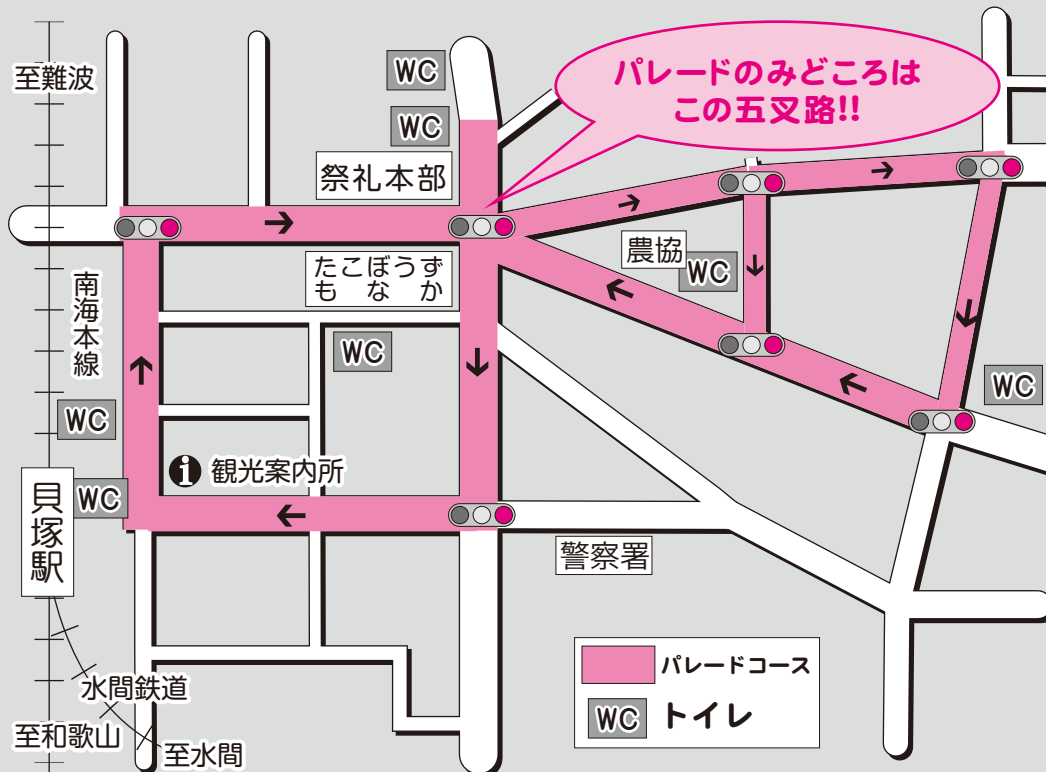 至難波
WC
WC
パレードのみどころは
この五叉路!!
祭礼本部
たこぼうず
もなか
農協
WC
南海本線
WC
WC
WC
i 観光案内所
WC
貝塚駅
警察署
パレードコース
WC トイレ
水間鉄道
至和歌山
至水間